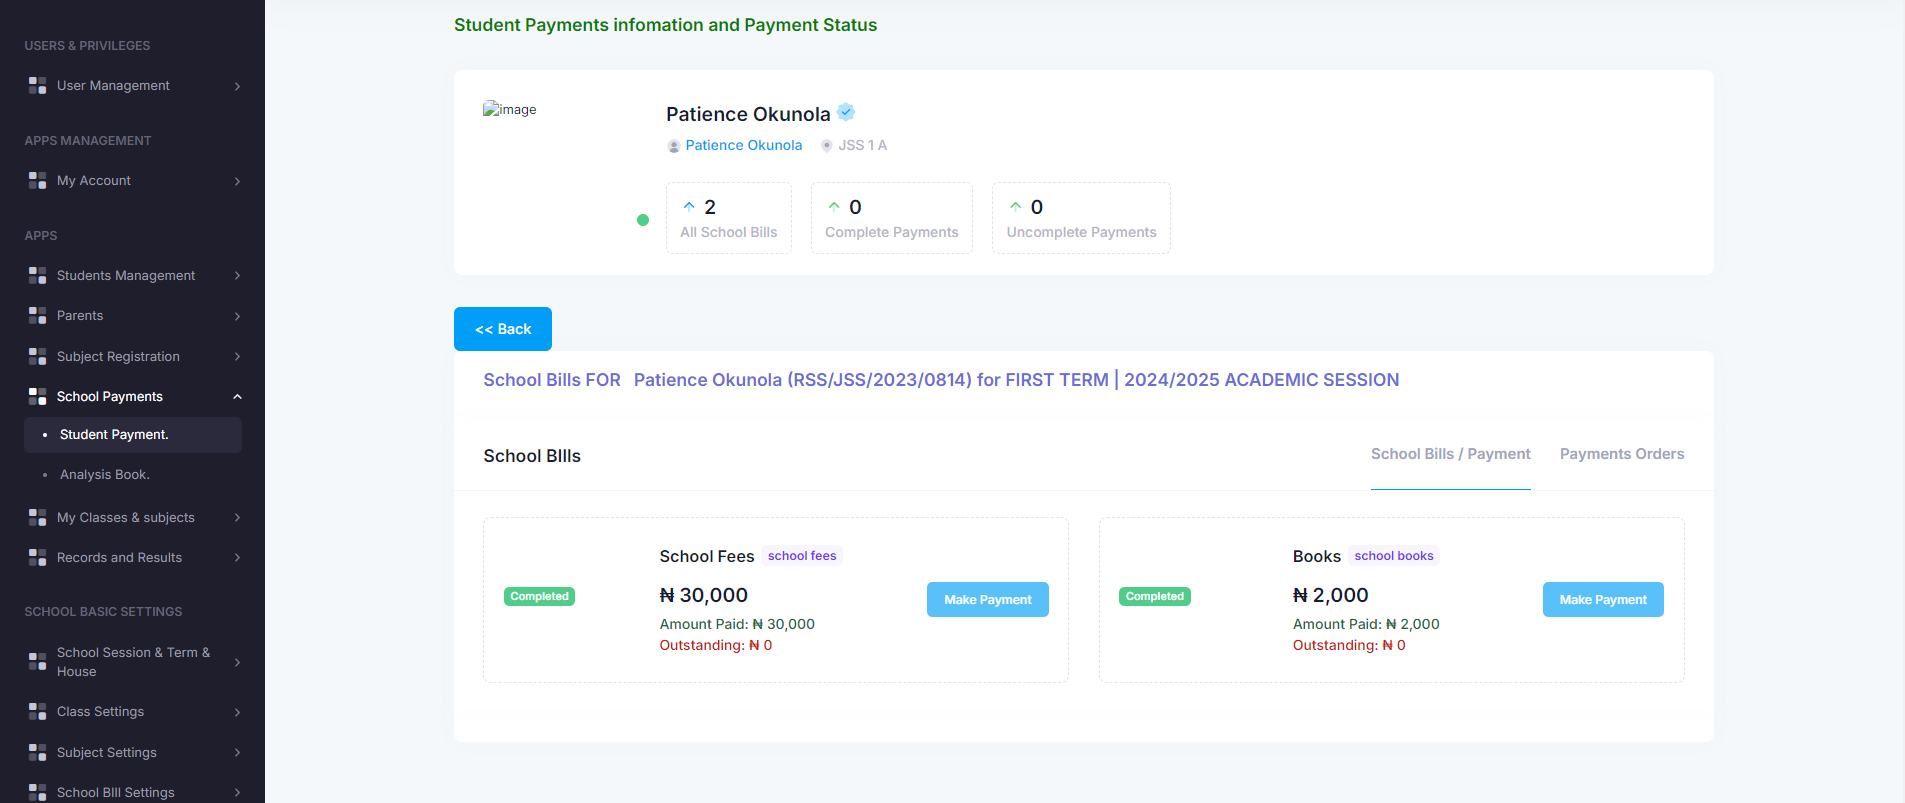 USERS & PRIVILEGES
User Management
APPS MANAGEMENT
My Account
APPS
Students Management
Parents
Subject Registration
School Payments
Student Payment.
Analysis Book.
My Classes & subjects
Records and Results
SCHOOL BASIC SETTINGS
School Session & Term &
House
Class Settings
Subject Settings
School BIll Settings
Student Payments infomation and Payment Status
image
Patience Okunola
Patience Okunola JSS 1 A
2
All School Bills
0
Complete Payments
0
Uncomplete Payments
<< Back
School Bills FOR Patience Okunola (RSS/JSS/2023/0814) for FIRST TERM | 2024/2025 ACADEMIC SESSION
School BIlls
School Bills / Payment
Payments Orders
Completed
School Fees school fees
₦ 30,000
Amount Paid: ₦ 30,000
Outstanding: ₦ 0
Make Payment
Completed
Books school books
₦ 2,000
Amount Paid: ₦ 2,000
Outstanding: ₦ 0
Make Payment